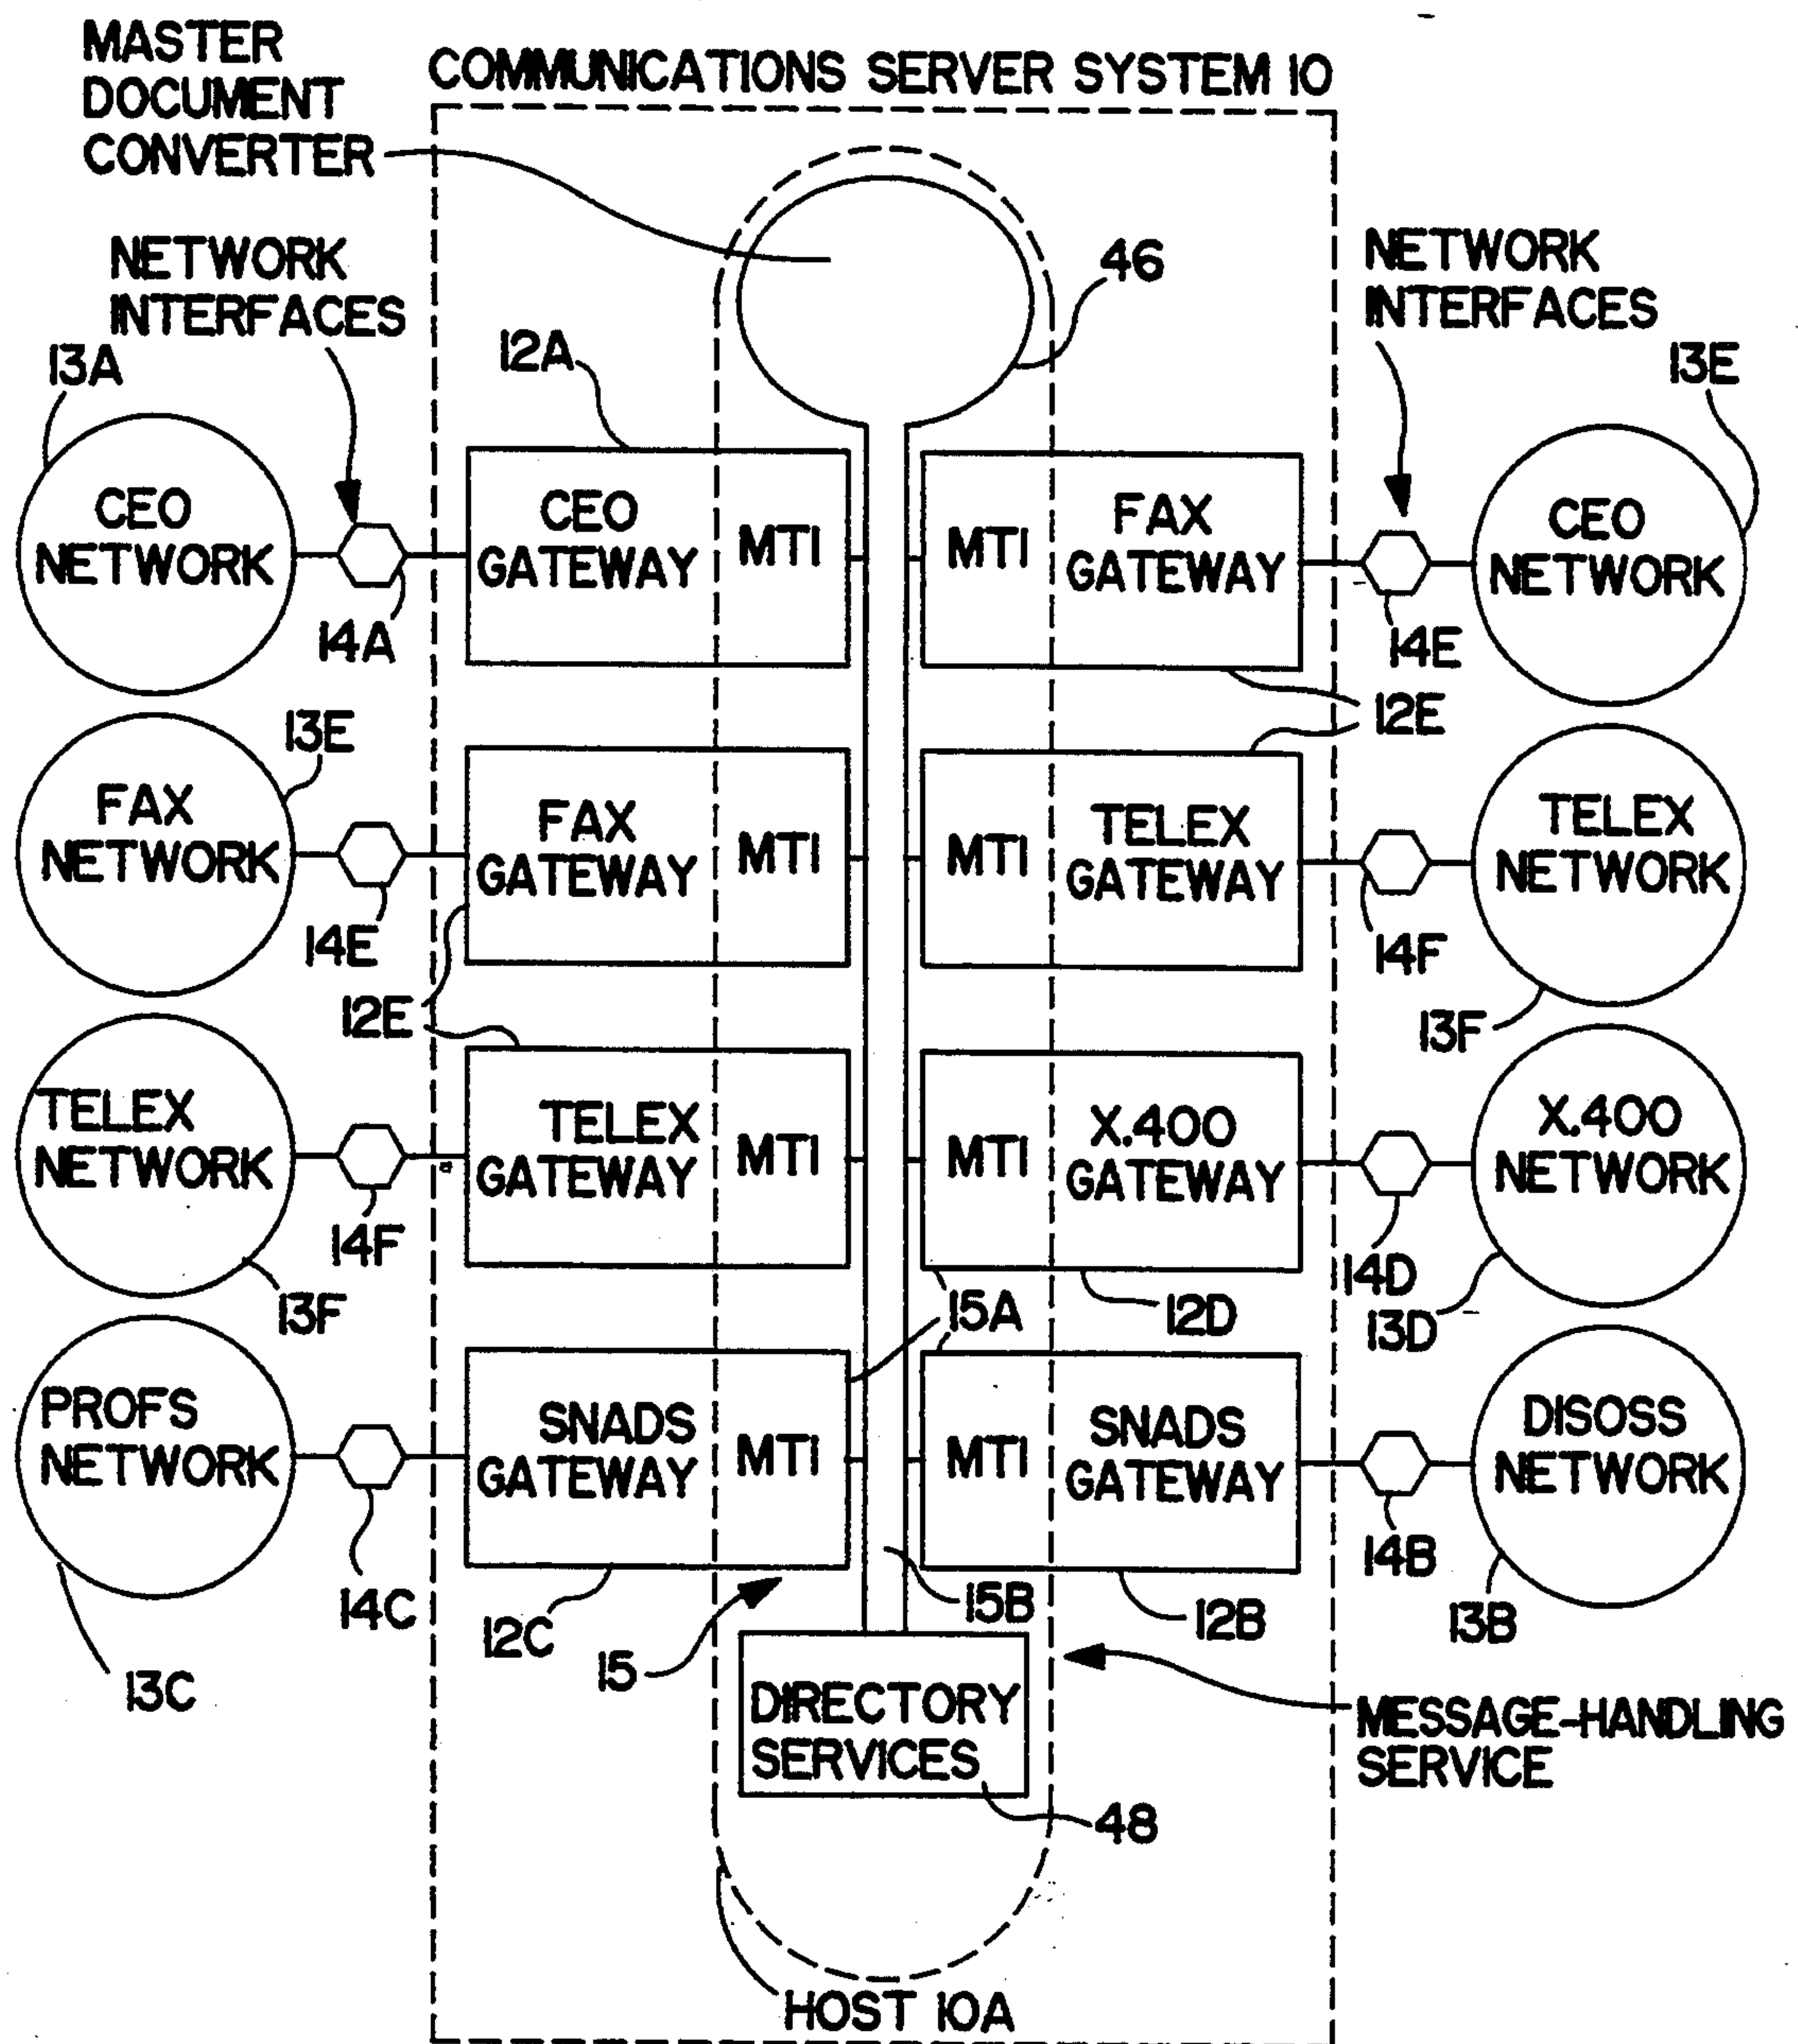 MASTER
DOCUMENT
CONVERTER
COMMUNICATIONS SERVER SYSTEM 10
NETWORK
INTERFACES
46
NETWORK
INTERFACES
13A
12A
13E
CEO
NETWORK
14A
CEO
GATEWAY
MTI
MTI
FAX
GATEWAY
14E
CEO
NETWORK
12E
13E
FAX
NETWORK
14E
FAX
GATEWAY
MTI
MTI
TELEX
GATEWAY
14F
TELEX
NETWORK
13F
12E
TELEX
NETWORK
14F
13F
TELEX
GATEWAY
MTI
MTI
X.400
GATEWAY
14D
X.400
NETWORK
13D
15A
12D
PROFS
NETWORK
14C
13C
SNADS
GATEWAY
MTI
MTI
SNADS
GATEWAY
14B
DISOSS
NETWORK
13B
12C
15
15B
12B
DIRECTORY
SERVICES
48
MESSAGE-HANDLING
SERVICE
HOST 10A